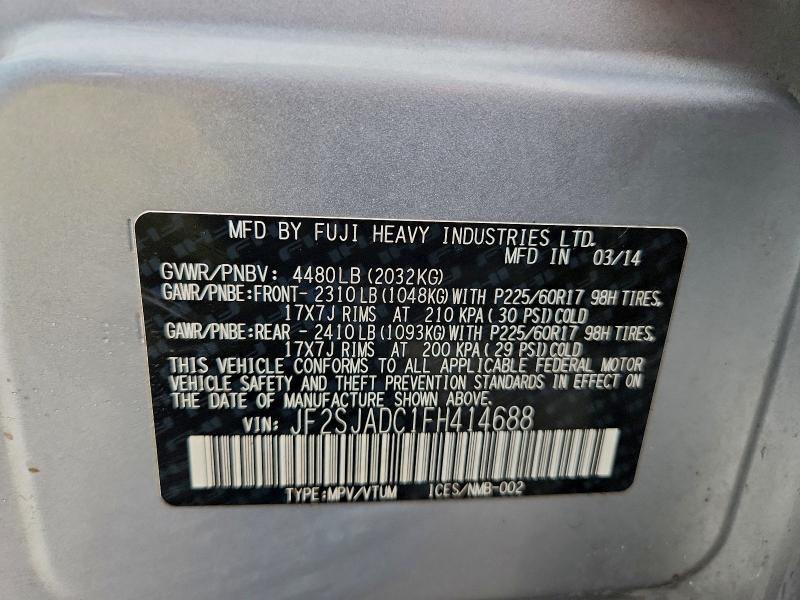 MFD BY FUJI HEAVY INDUSTRIES LTD.
MFD IN 03/14
GVWR/PNBV: 4480LB (2032KG)
GAWR/PNBE:FRONT- 2310LB(1048KG)WITH P225/60R17 98H TIRES,
17X7J RIMS AT 210 KPA( 30 PSI)COLD
GAWR/PNBE:REAR - 2410LB(1093KG)WITH P225/60R17 98H TIRES,
17X7J RIMS AT 200 KPA( 29 PSI)COLD
THIS VEHICLE CONFORMS TO ALL APPLICABLE FEDERAL MOTOR
VEHICLE SAFETY AND THEFT PREVENTION STANDARDS IN EFFECT ON
THE DATE OF MANUFACTURE SHOWN ABOVE.
VIN: JF2SJADC1FH414688
TYPE:MPV/VTUM ICES/NMB-002